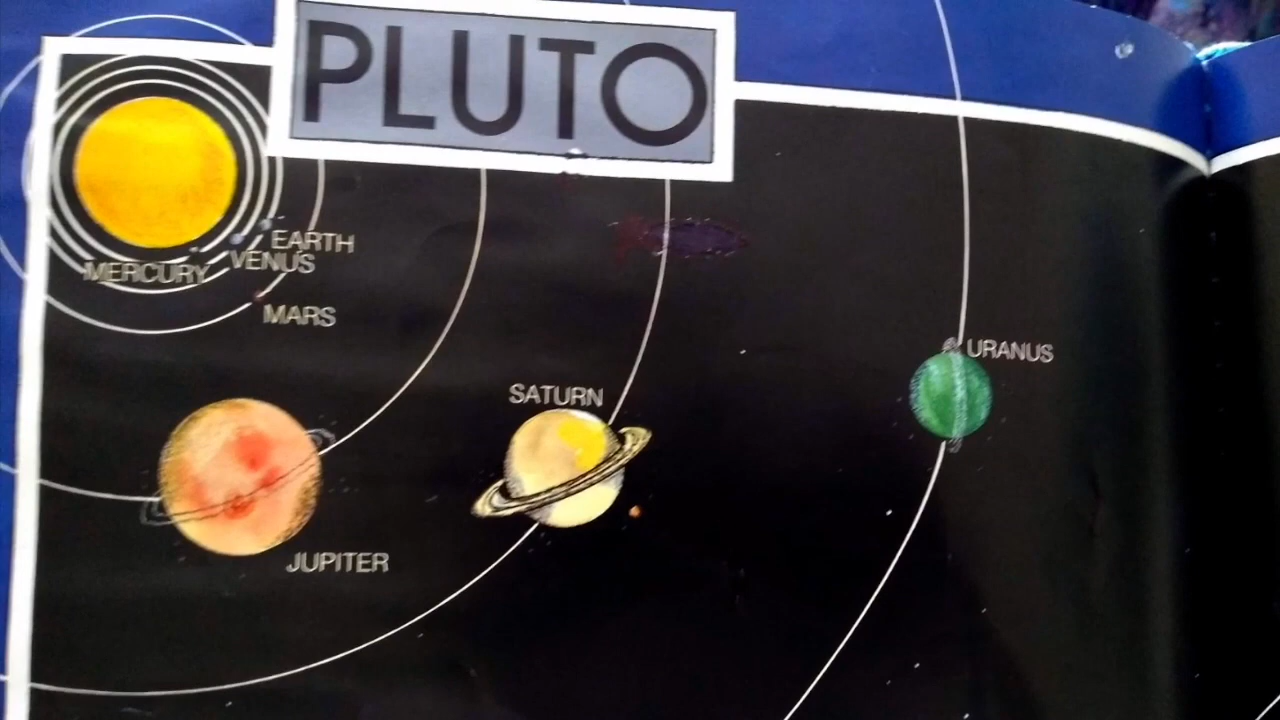 PLUTO
EARTH
VENUS
MERCURY
MARS
URANUS
SATURN
JUPITER